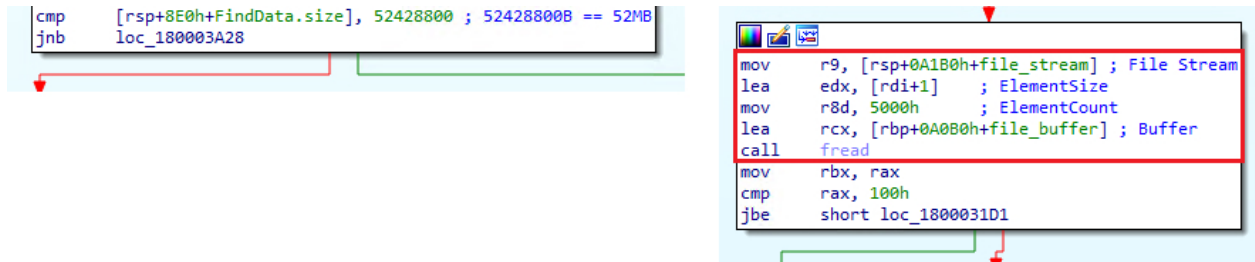 cmp [rsp+8E0h+FindData.size], 52428800 ; 52428800B == 52MB
jnb loc_180003A28
mov r9, [rsp+0A1B0h+file_stream] ; File Stream
lea edx, [rdi+1] ; ElementSize
mov r8d, 5000h ; ElementCount
lea rcx, [rbp+0A0B0h+file_buffer] ; Buffer
call fread
mov rbx, rax
cmp rax, 100h
jbe short loc_1800031D1